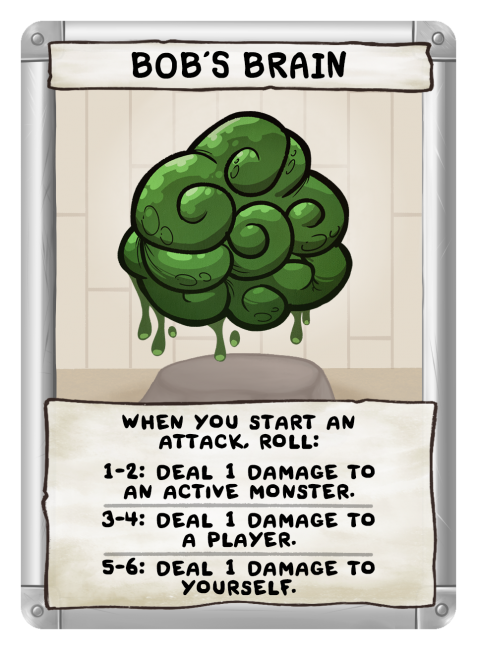 BOB'S BRAIN
WHEN YOU START AN
ATTACK, ROLL:
1-2: DEAL 1 DAMAGE TO
AN ACTIVE MONSTER.
3-4: DEAL 1 DAMAGE TO
A PLAYER.
5-6: DEAL 1 DAMAGE TO
YOURSELF.